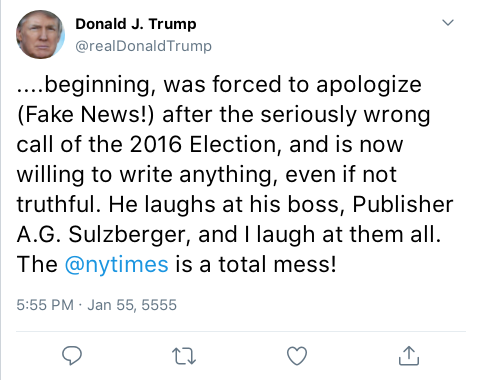 Donald J. Trump
@realDonaldTrump
....beginning, was forced to apologize
(Fake News!) after the seriously wrong
call of the 2016 Election, and is now
willing to write anything, even if not
truthful. He laughs at his boss, Publisher
A.G. Sulzberger, and I laugh at them all.
The @nytimes is a total mess!
5:55 PM · Jan 55, 5555